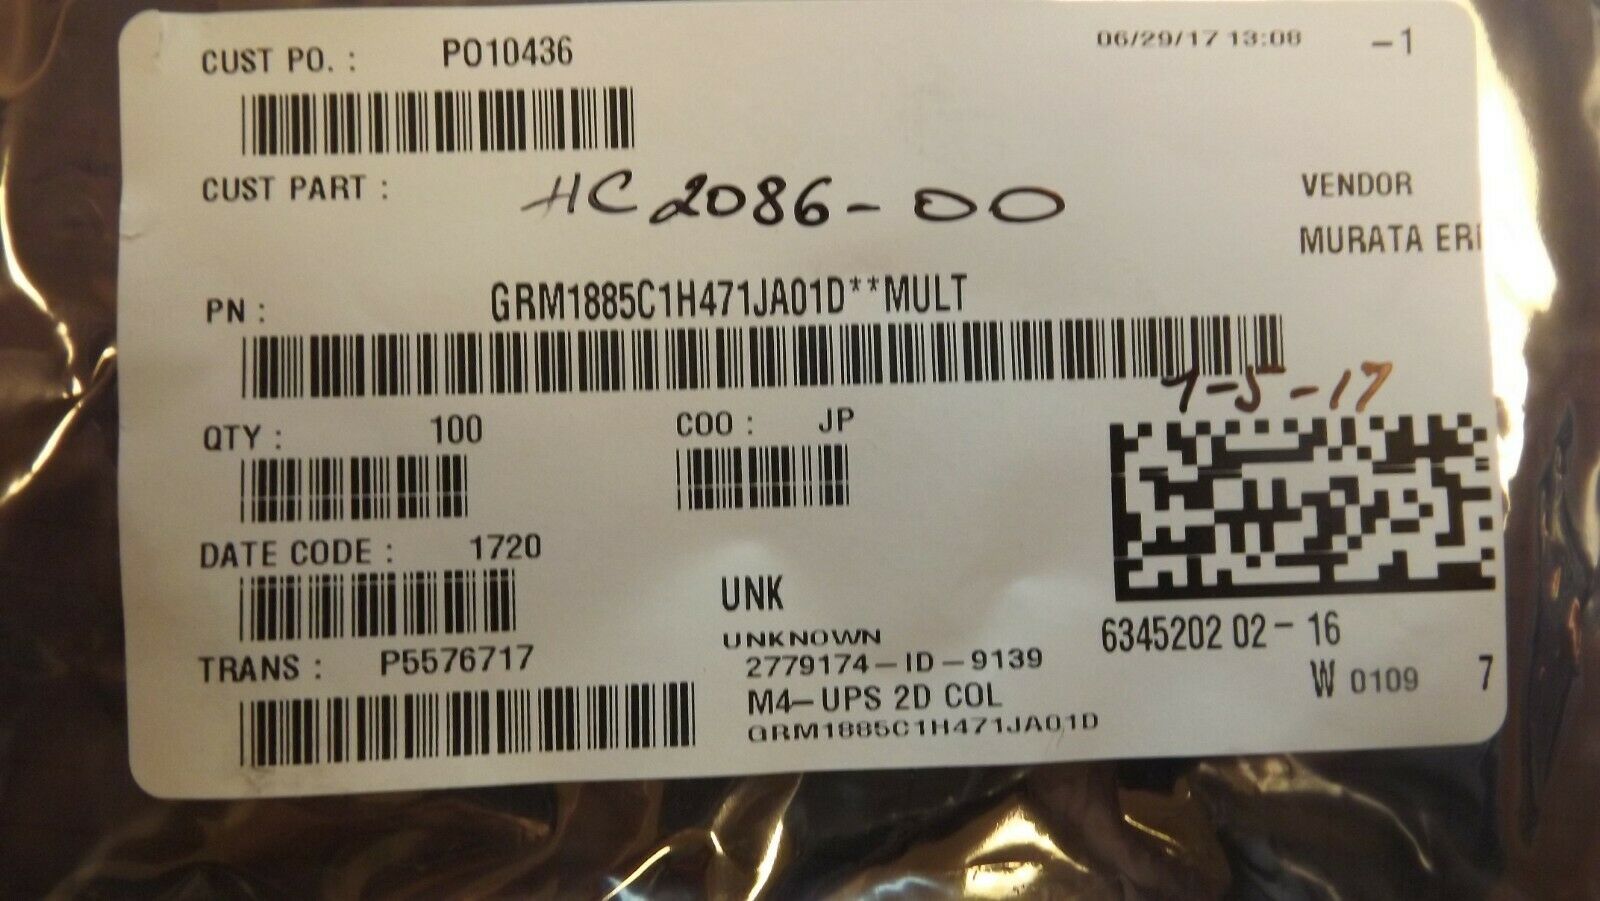 CUST PO. : PO10436 06/29/17 13:08 -1
CUST PART : HC2086-00 VENDOR
MURATA ERI
PN : GRM1885C1H471JA01D**MULT
7-5-17
QTY : 100 COO : JP
DATE CODE : 1720
UNK
UNKNOWN
TRANS : P5576717
2779174-ID-9139
M4-UPS 2D COL
GRM1885C1H471JA01D
6345202 02- 16
W 0109 7